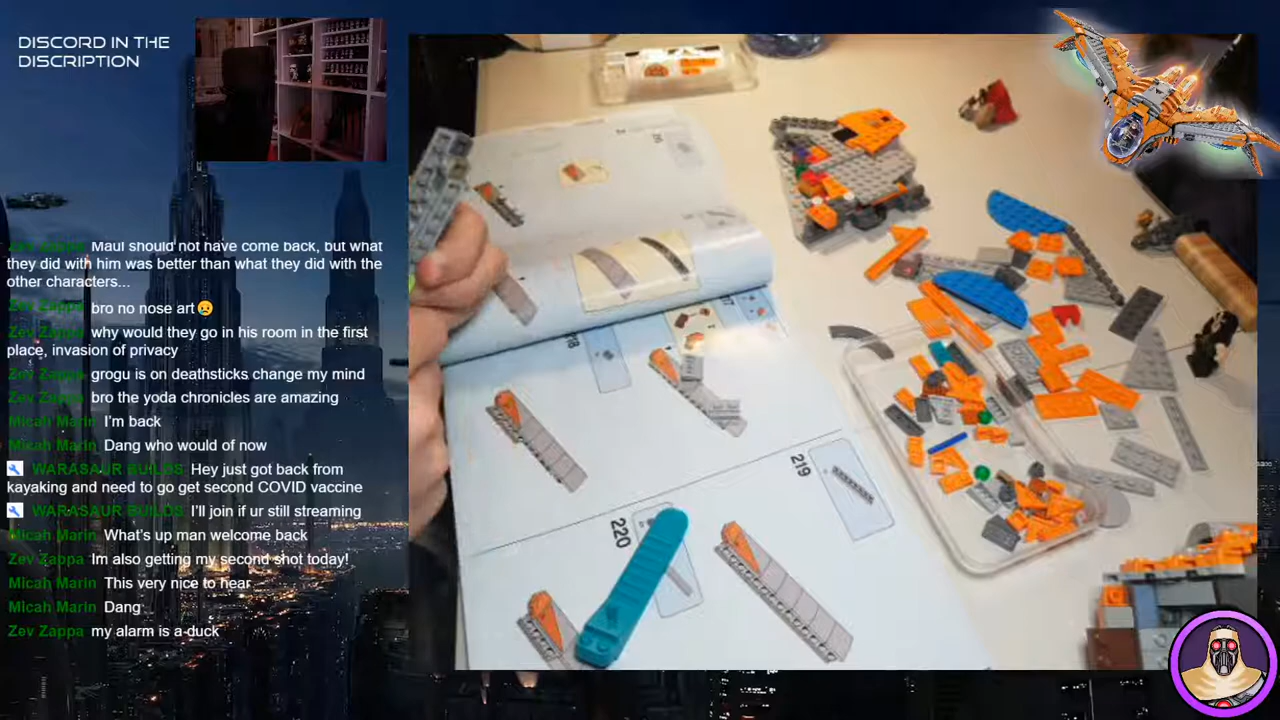 DISCORD IN THE
DISCRIPTION
Maul should not have come back, but what
they did with him was better than what they did with the
other characters...
Zev Zappa bro no nose art😥
Zev Zappa why would they go in his room in the first
place, invasion of privacy
Zev Zappa grogu is on deathsticks change my mind
Zev Zappa bro the yoda chronicles are amazing
Micah Marin I'm back
Micah Marin Dang who would of now
WARASAUR BUILDS Hey just got back from
kayaking and need to go get second COVID vaccine
WARASAUR BUILDS I'll join if ur still streaming
Micah Marin What's up man welcome back
Zev Zappa Im also getting my second shot today!
Micah Marin This very nice to hear
Micah Marin Dang
Zev Zappa my alarm is a duck
218
219
220